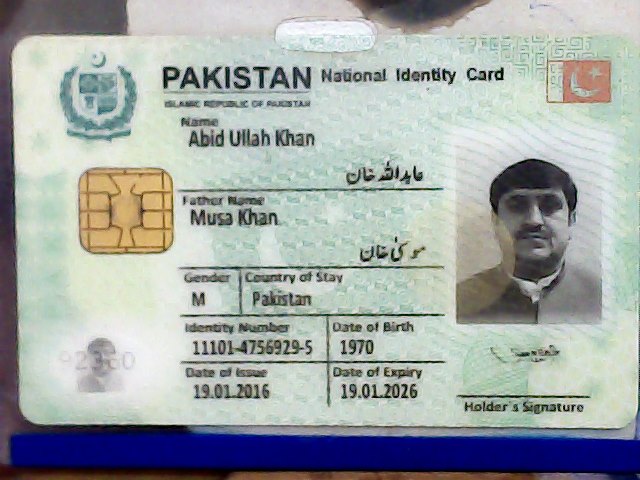 PAKISTAN National Identity Card
ISLAMIC REPUBLIC OF PAKISTAN
Name
Abid Ullah Khan
عابد اللہ خان
Father Name
Musa Khan
موسیٰ خان
Gender Country of Stay
M Pakistan
Identity Number Date of Birth
11101-4756929-5 1970
Date of Issue Date of Expiry
19.01.2016 19.01.2026
Holder's Signature